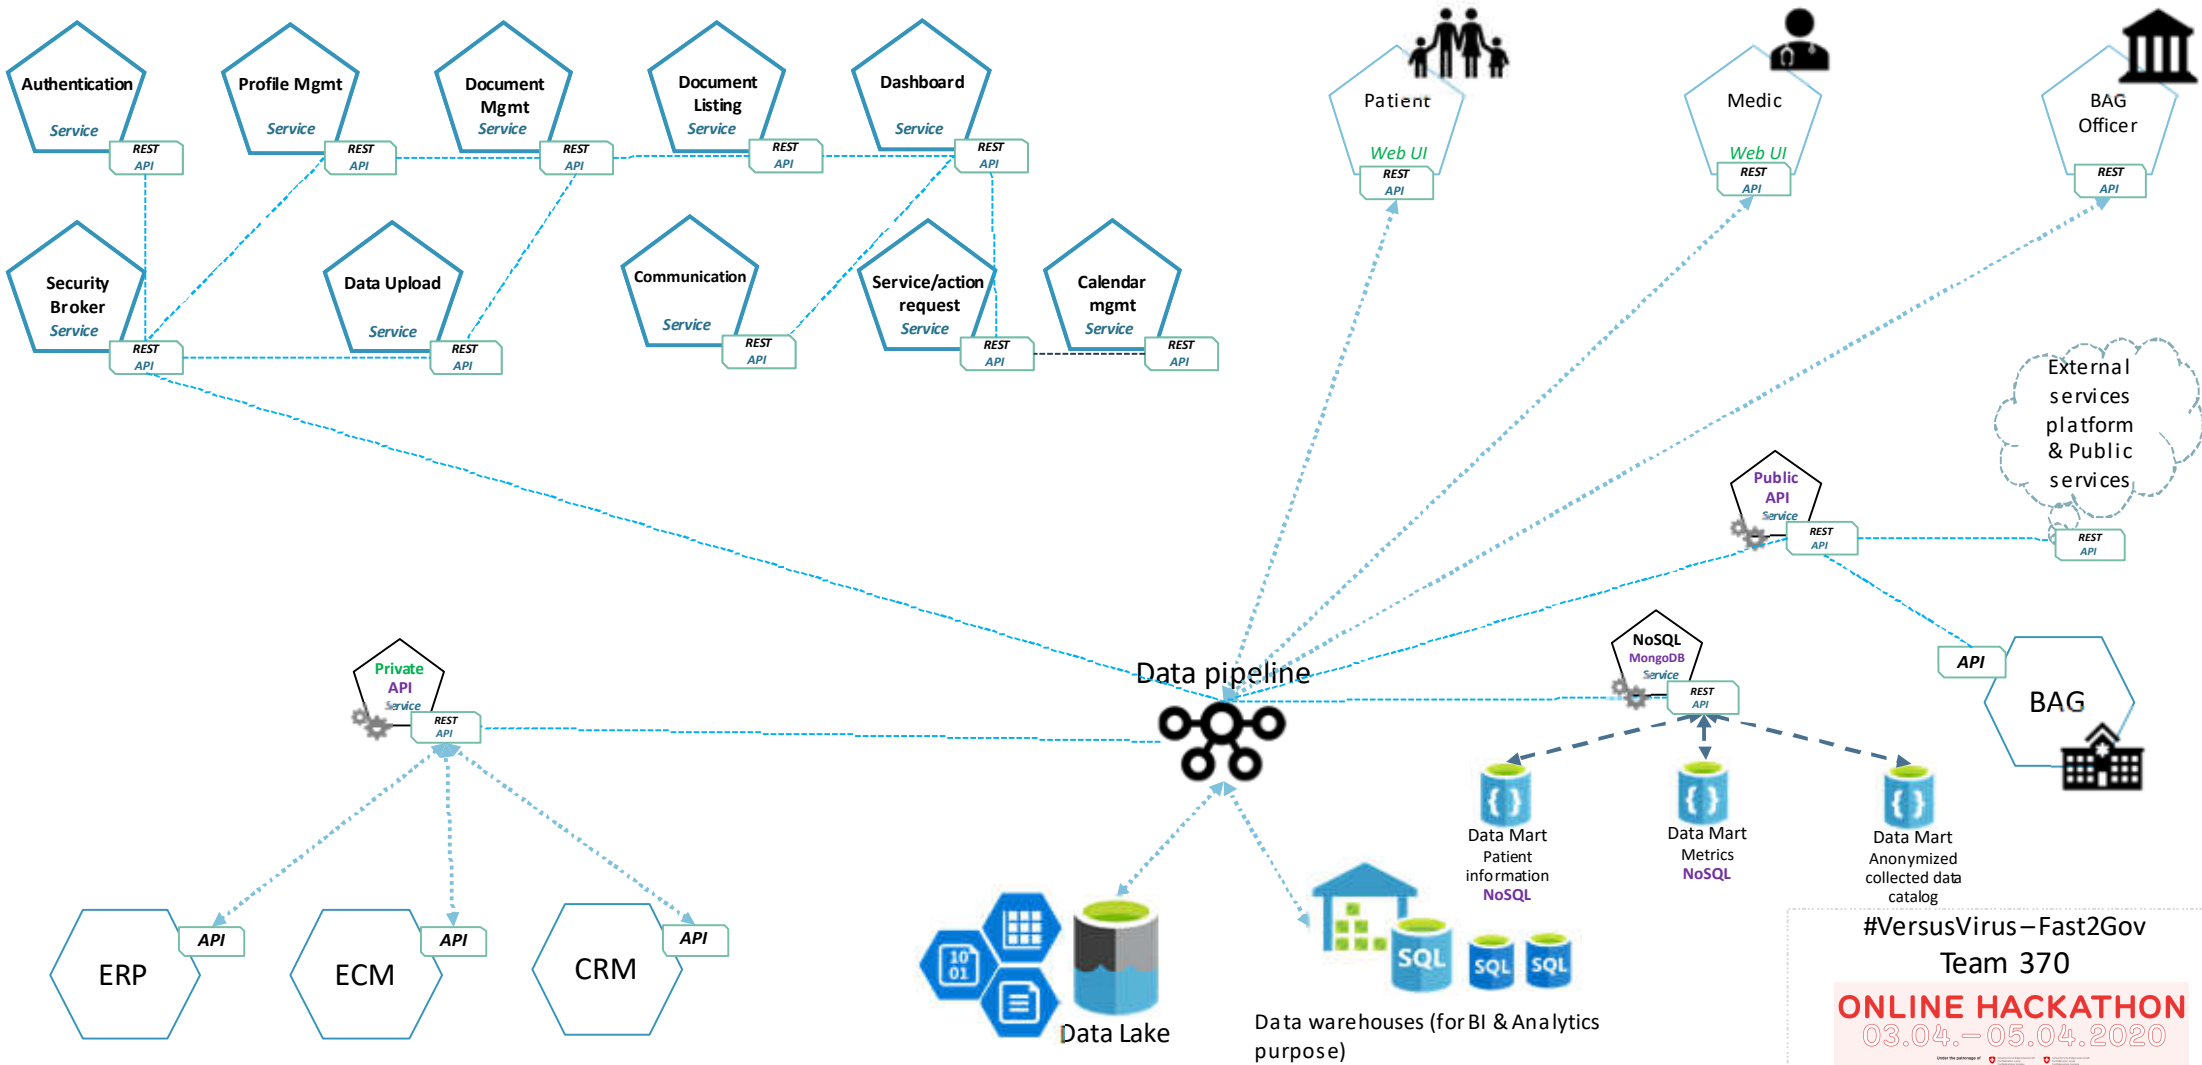 Authentication
Service
REST
API
Profile Mgmt
Service
REST
API
Document
Mgmt
Service
REST
API
Document
Listing
Service
REST
API
Dashboard
Service
REST
API
Patient
Web UI
REST
API
Medic
Web UI
REST
API
BAG
Officer
REST
API
Security
Broker
Service
REST
API
Data Upload
Service
REST
API
Communication
Service
REST
API
Service/action
request
Service
REST
API
Calendar
mgmt
Service
REST
API
External
services
platform
& Public
services
REST
API
Public
API
Service
REST
API
Private
API
Service
REST
API
Data pipeline
NoSQL
MongoDB
Service
REST
API
API
BAG
Data Mart
Patient
information
NoSQL
Data Mart
Metrics
NoSQL
Data Mart
Anonymized
collected data
catalog
API
ERP
API
ECM
API
CRM
10
01
Data Lake
SQL
SQL
SQL
Data warehouses (for BI & Analytics
purpose)
#VersusVirus–Fast2Gov
Team 370
ONLINE HACKATHON
03.04.–05.04.2020
Under the patronage of